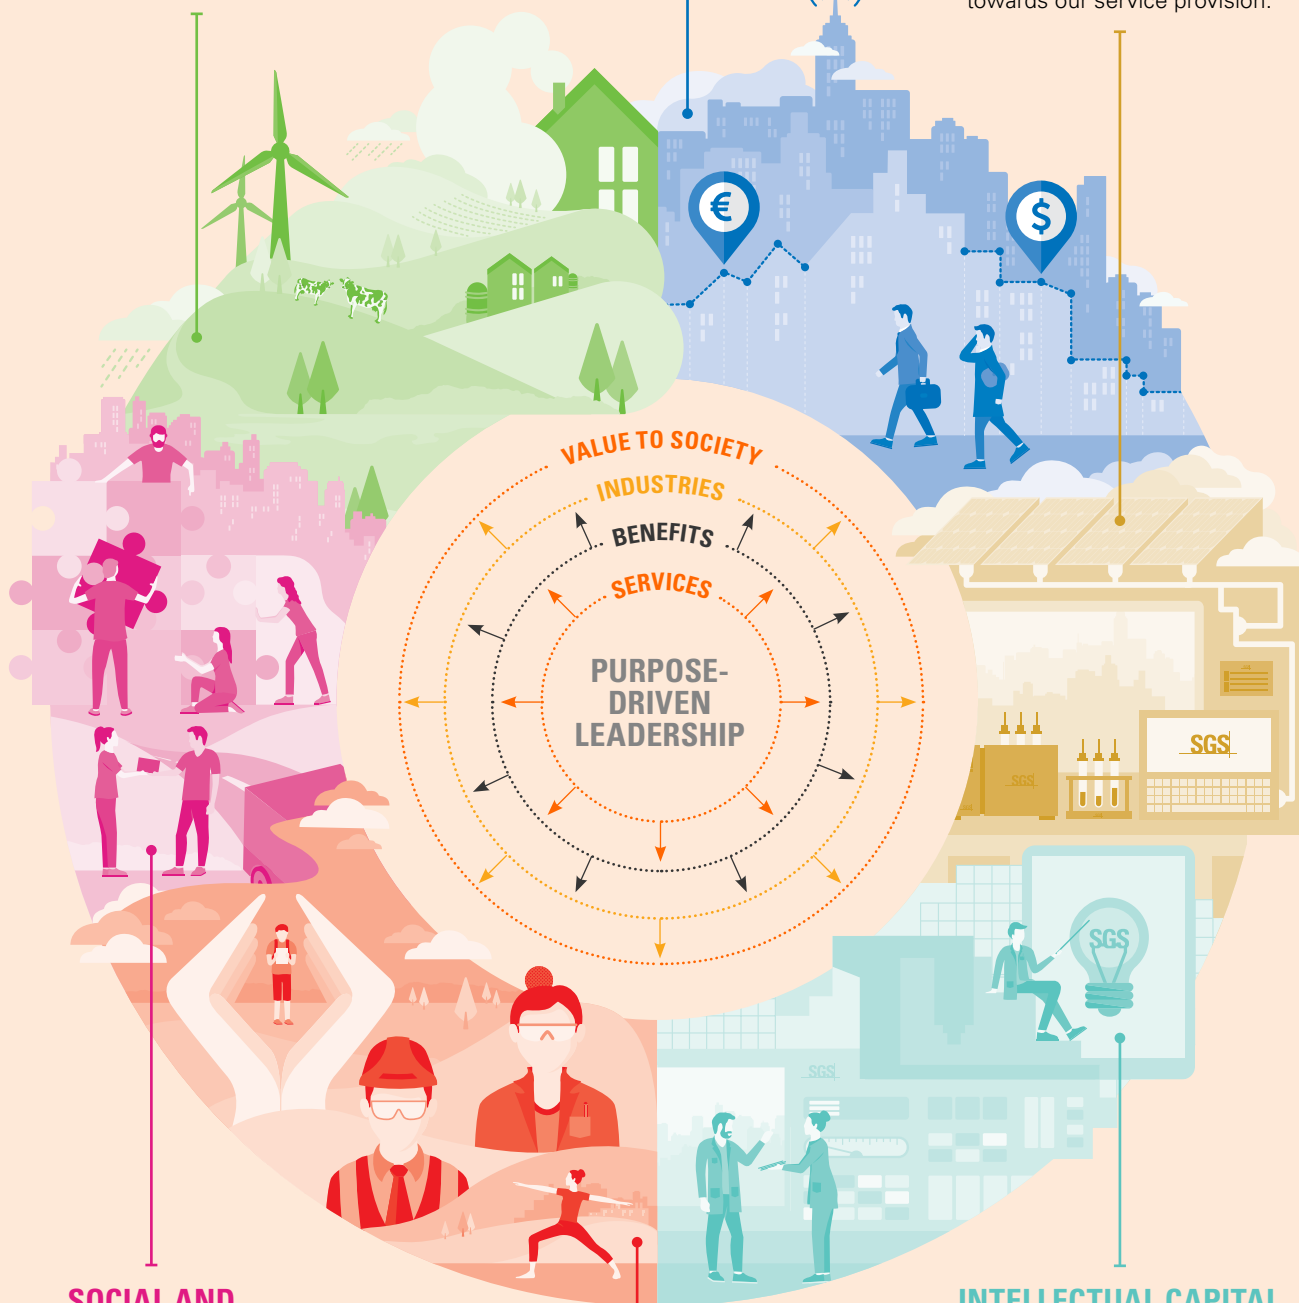 towards our service provision.
€
$
VALUE TO SOCIETY
INDUSTRIES
BENEFITS
SERVICES
PURPOSE-
DRIVEN
LEADERSHIP
SGS
SGS
SGS
SGS
SOCIAL AND
INTELLECTUAL CAPITAL